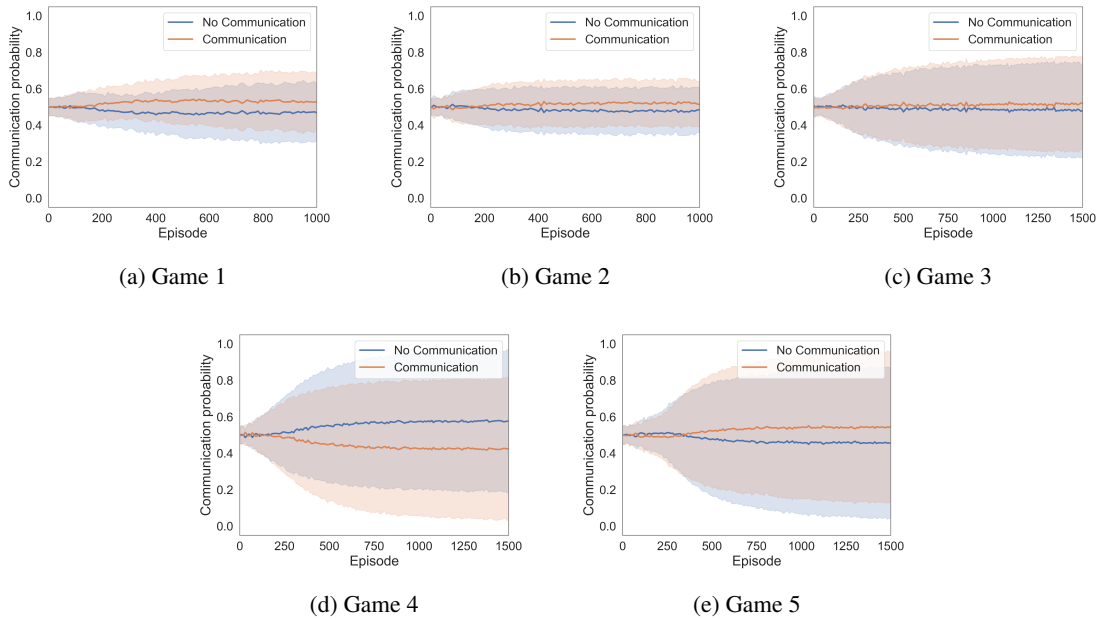 1.0
0.8
0.6
0.4
0.2
0.0
Communication probability
No Communication
Communication
0 200 400 600 800 1000
Episode
(a) Game 1
1.0
0.8
0.6
0.4
0.2
0.0
Communication probability
No Communication
Communication
0 200 400 600 800 1000
Episode
(b) Game 2
1.0
0.8
0.6
0.4
0.2
0.0
Communication probability
No Communication
Communication
0 250 500 750 1000 1250 1500
Episode
(c) Game 3
1.0
0.8
0.6
0.4
0.2
0.0
Communication probability
No Communication
Communication
0 250 500 750 1000 1250 1500
Episode
(d) Game 4
1.0
0.8
0.6
0.4
0.2
0.0
Communication probability
No Communication
Communication
0 250 500 750 1000 1250 1500
Episode
(e) Game 5